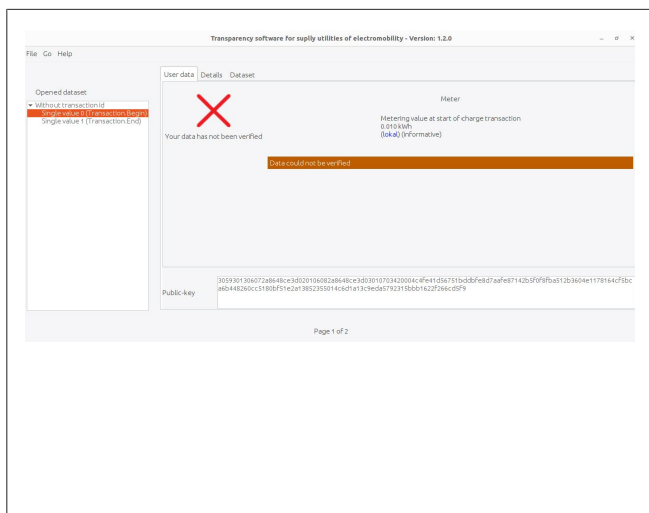 Transparency software for suplly utilities of electromobility - Version: 1.2.0
File Go Help
User data Details Dataset
Opened dataset
Without transaction id
Single value 0 (Transaction.Begin)
Single value 1 (Transaction.End)
Your data has not been verified
Meter
Metering value at start of charge transaction
0.010 kWh
(lokal) (informative)
Data could not be verified
Public-key
3059301306072a8648ce3d020106082a8648ce3d03010703420004c4fe41d56751bddbfe8d7aafe87142b5f0f8fba512b3604e1178164cf5bc
a6b448260cc5180bf51e2a13852355014c6d1a13c9eda5792315bbb1622f266cd5f9
Page 1 of 2